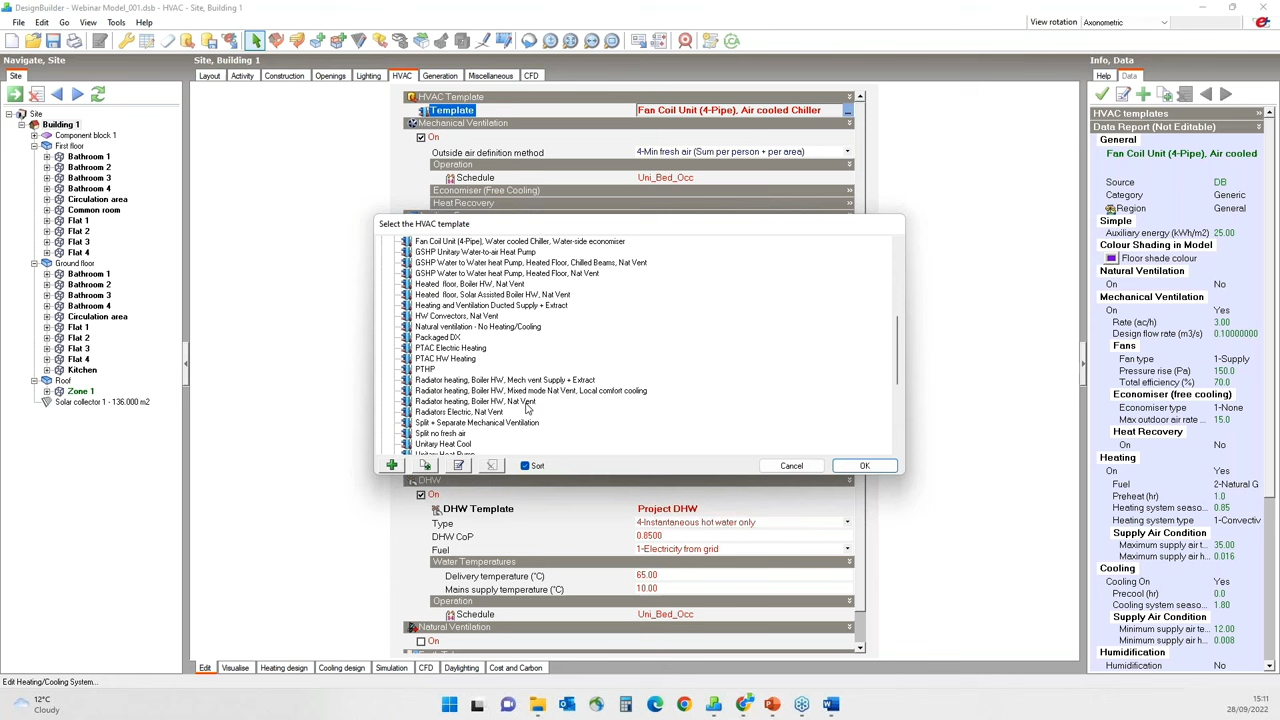 DesignBuilder - Webinar Model_001.dsb - HVAC - Site, Building 1
File Edit Go View Tools Help
View rotation Axonometric
Navigate, Site
Site, Building 1
Info, Data
Site
Layout Activity Construction Openings Lighting HVAC Generation Miscellaneous CFD
Help Data
Site
Building 1
Component block 1
First floor
Bathroom 1
Bathroom 2
Bathroom 3
Bathroom 4
Circulation area
Common room
Flat 1
Flat 2
Flat 3
Flat 4
Ground floor
Bathroom 1
Bathroom 2
Bathroom 3
Bathroom 4
Circulation area
Flat 1
Flat 2
Flat 3
Flat 4
Kitchen
Roof
Zone 1
Solar collector 1 - 136.000 m2
HVAC Template
Template Fan Coil Unit (4-Pipe), Air cooled Chiller
Mechanical Ventilation
On
Outside air definition method 4-Min fresh air (Sum per person + per area)
Operation
Schedule Uni_Bed_Occ
Economiser (Free Cooling)
Heat Recovery
Select the HVAC template
Fan Coil Unit (4-Pipe), Water cooled Chiller, Water-side economiser
GSHP Unitary Water-to-air Heat Pump
GSHP Water to Water heat Pump, Heated Floor, Chilled Beams, Nat Vent
GSHP Water to Water heat Pump, Heated Floor, Nat Vent
Heated floor, Boiler HW, Nat Vent
Heated floor, Solar Assisted Boiler HW, Nat Vent
Heating and Ventilation Ducted Supply + Extract
HW Convectors, Nat Vent
Natural ventilation - No Heating/Cooling
Packaged DX
PTAC Electric Heating
PTAC HW Heating
PTHP
Radiator heating, Boiler HW, Mech vent Supply + Extract
Radiator heating, Boiler HW, Mixed mode Nat Vent, Local comfort cooling
Radiator heating, Boiler HW, Nat Vent
Radiators Electric, Nat Vent
Split + Separate Mechanical Ventilation
Split no fresh air
Unitary Heat Cool
Unitary Heat Pump
Sort Cancel OK
DHW
On
DHW Template Project DHW
Type 4-Instantaneous hot water only
DHW CoP 0.8500
Fuel 1-Electricity from grid
Water Temperatures
Delivery temperature (°C) 65.00
Mains supply temperature (°C) 10.00
Operation
Schedule Uni_Bed_Occ
Natural Ventilation
On
HVAC templates
Data Report (Not Editable)
General
Fan Coil Unit (4-Pipe), Air cooled
Source DB
Category Generic
Region General
Simple
Auxiliary energy (kWh/m2) 25.00
Colour Shading in Model
Floor shade colour
Natural Ventilation
On No
Mechanical Ventilation
On Yes
Rate (ac/h) 3.00
Design flow rate (m3/s) 0.10000000
Fans
Fan type 1-Supply
Pressure rise (Pa) 150.0
Total efficiency (%) 70.0
Economiser (free cooling)
Economiser type 1-None
Max outdoor air rate 15.0
Heat Recovery
On No
Heating
On Yes
Fuel 2-Natural G
Preheat (hr) 1.0
Heating system seaso... 0.85
Heating system type 1-Convectiv
Supply Air Condition
Maximum supply air t... 35.00
Maximum supply air h... 0.016
Cooling
Cooling On Yes
Precool (hr) 0.0
Cooling system seaso... 1.80
Supply Air Condition
Minimum supply air te... 12.00
Minimum supply air h... 0.008
Humidification
Humidification No
Edit Visualise Heating design Cooling design Simulation CFD Daylighting Cost and Carbon
Edit Heating/Cooling System...
12°C
Cloudy
15:11
28/09/2022